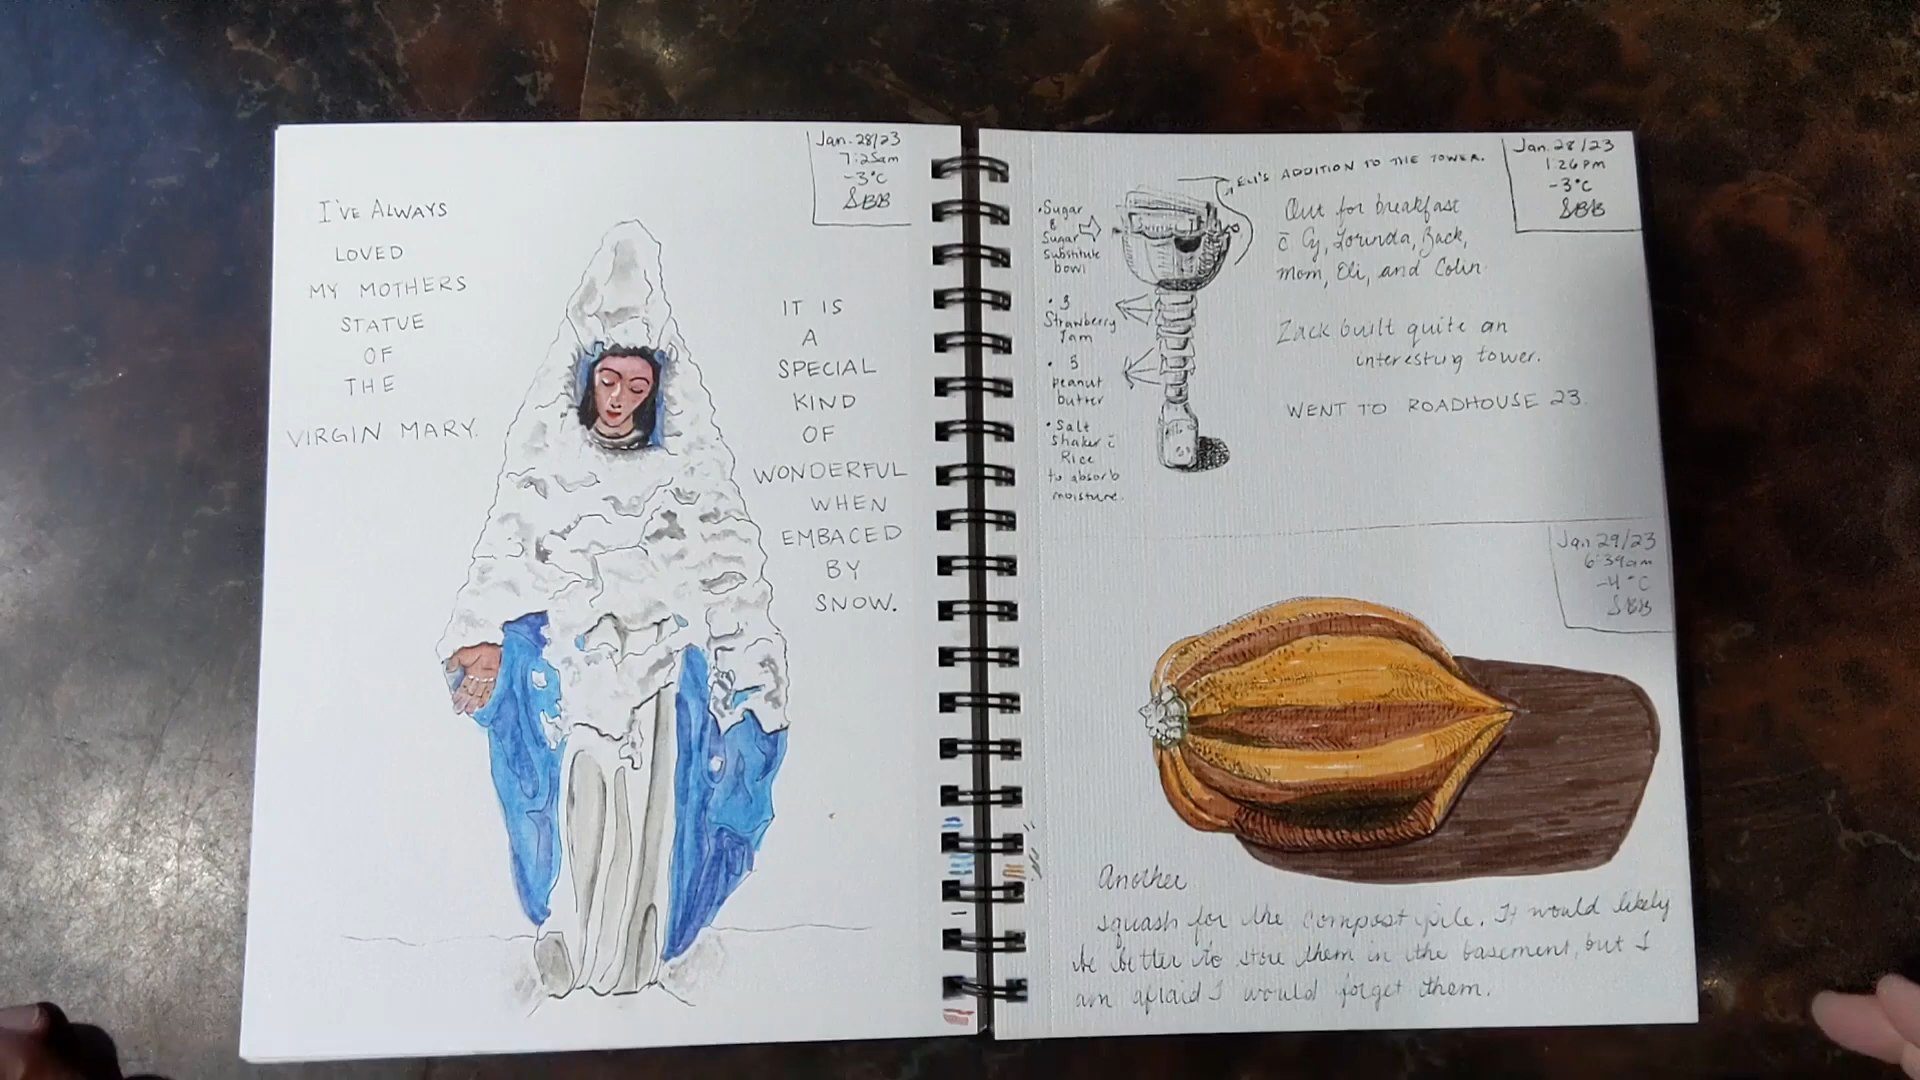 Jan. 28/23
7:25am
-3°C
SBB
I'VE ALWAYS
LOVED
MY MOTHERS
STATUE
OF
THE
VIRGIN MARY.
IT IS
A
SPECIAL
KIND
OF
WONDERFUL
WHEN
EMBACED
BY
SNOW.
Jan. 28/23
1:26pm
-3°C
SBB
ELI'S ADDITION TO THE TOWER.
• Sugar
&
Sugar
Substitute
bowl
• 3
Strawberry
Jam
• 3
peanut
butter
• Salt
shaker c̄
Rice
to absorb
moisture.
Out for breakfast
c̄ Cy, Lorinda, Zack,
mom, Eli, and Colin.
Zack built quite an
interesting tower.
WENT TO ROADHOUSE 23.
Jan 29/23
6:39am
-4°C
SBB
Another
squash for the compost pile. It would likely
be better to store them in the basement, but I
am afraid I would forget them.